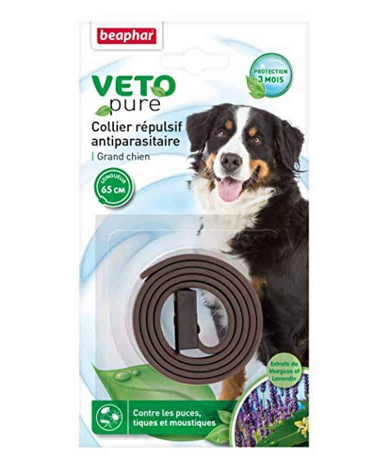 beaphar
VETO
pure
PROTECTION
3 MOIS
Collier répulsif
antiparasitaire
Grand chien
LONGUEUR
65 CM
Extraits de
Margosa et
Lavandin
Contre les puces,
tiques et moustiques